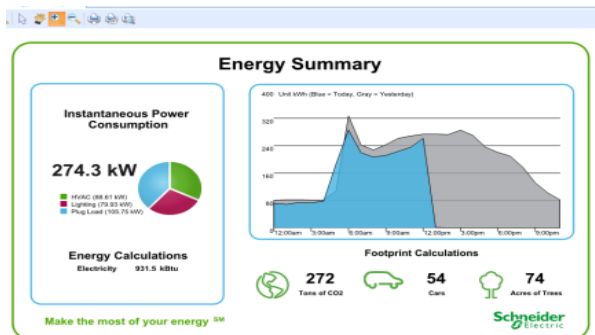 Energy Summary
Instantaneous Power
Consumption
274.3 kW
HVAC (88.61 kW)
Lighting (79.93 kW)
Plug Load (105.75 kW)
Energy Calculations
Electricity 931.5 kBtu
400 Unit kWh (Blue = Today, Gray = Yesterday)
320
240
160
80
0
12:00am 3:00am 6:00am 9:00am 12:00pm 3:00pm 6:00pm 9:00pm
Footprint Calculations
272 54 74
Tons of CO2 Cars Acres of Trees
Make the most of your energy SM
Schneider
Electric